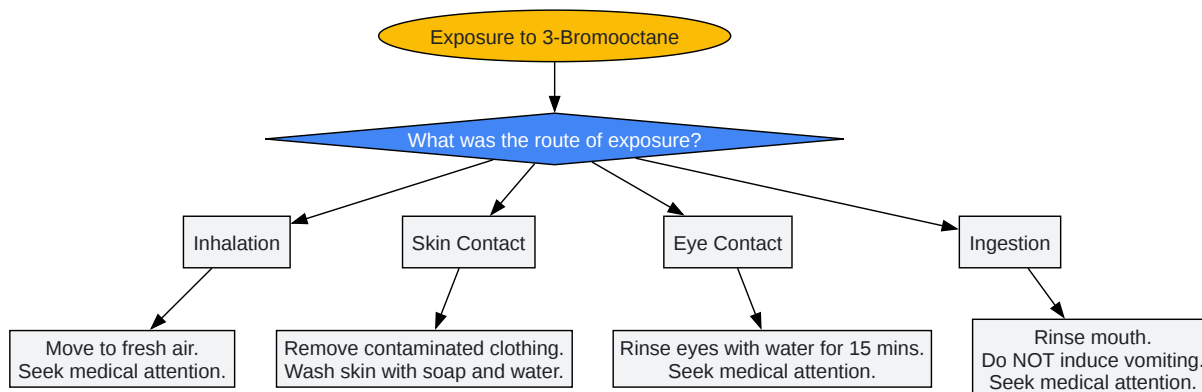 Exposure to 3-Bromooctane
What was the route of exposure?
Inhalation
Skin Contact
Eye Contact
Ingestion
Move to fresh air.
Seek medical attention.
Remove contaminated clothing.
Wash skin with soap and water.
Rinse eyes with water for 15 mins.
Seek medical attention.
Rinse mouth.
Do NOT induce vomiting.
Seek medical attention.